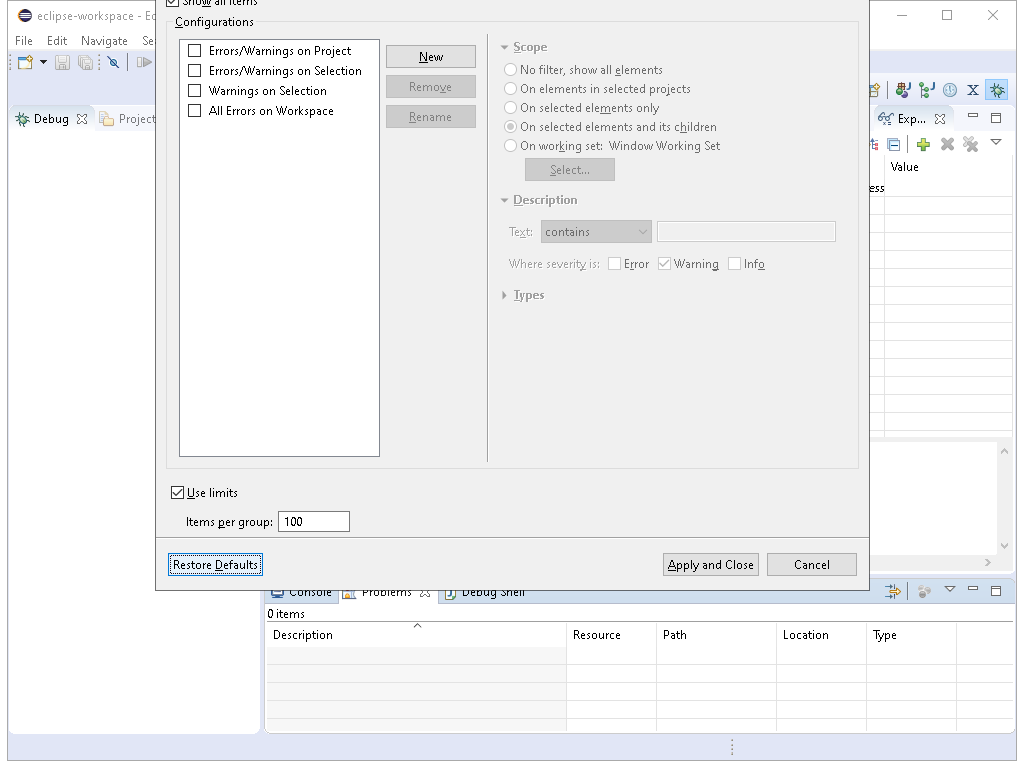 eclipse-workspace - Ec
Show all items
Configurations
File Edit Navigate Se
Errors/Warnings on Project
Errors/Warnings on Selection
Warnings on Selection
All Errors on Workspace
New
Remove
Rename
Scope
No filter, show all elements
On elements in selected projects
On selected elements only
On selected elements and its children
On working set: Window Working Set
Select...
Description
Text: contains
Where severity is: Error Warning Info
Types
Debug Project
Exp...
Value
ess
Use limits
Items per group: 100
Restore Defaults Apply and Close Cancel
Console Problems Debug Shell
0 items
Description Resource Path Location Type